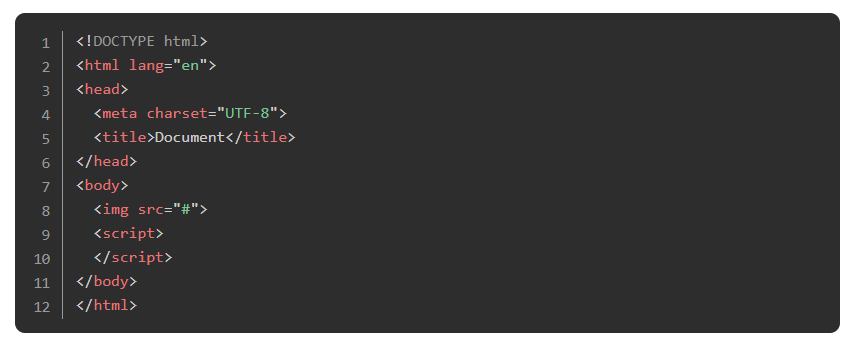 1 <!DOCTYPE html>
2 <html lang="en">
3 <head>
4   <meta charset="UTF-8">
5   <title>Document</title>
6 </head>
7 <body>
8   <img src="#">
9   <script>
10   </script>
11 </body>
12 </html>